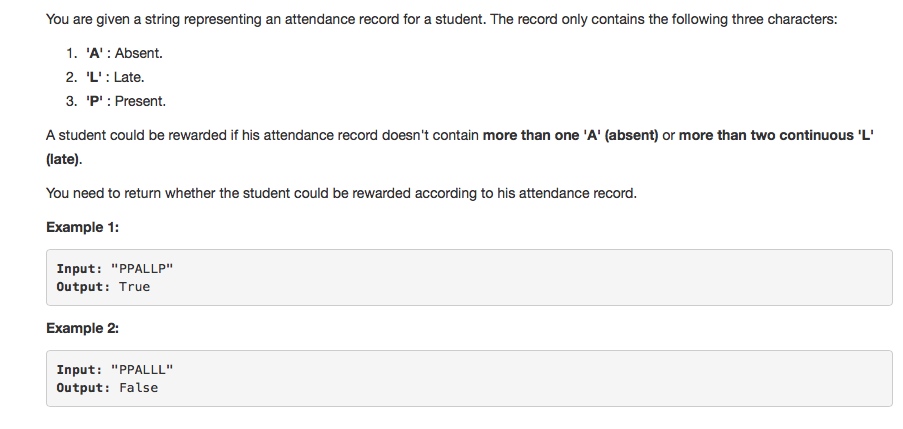 You are given a string representing an attendance record for a student. The record only contains the following three characters:
1. 'A' : Absent.
2. 'L' : Late.
3. 'P' : Present.
A student could be rewarded if his attendance record doesn't contain more than one 'A' (absent) or more than two continuous 'L'
(late).
You need to return whether the student could be rewarded according to his attendance record.
Example 1:
Input: "PPALLP"
Output: True
Example 2:
Input: "PPALLL"
Output: False